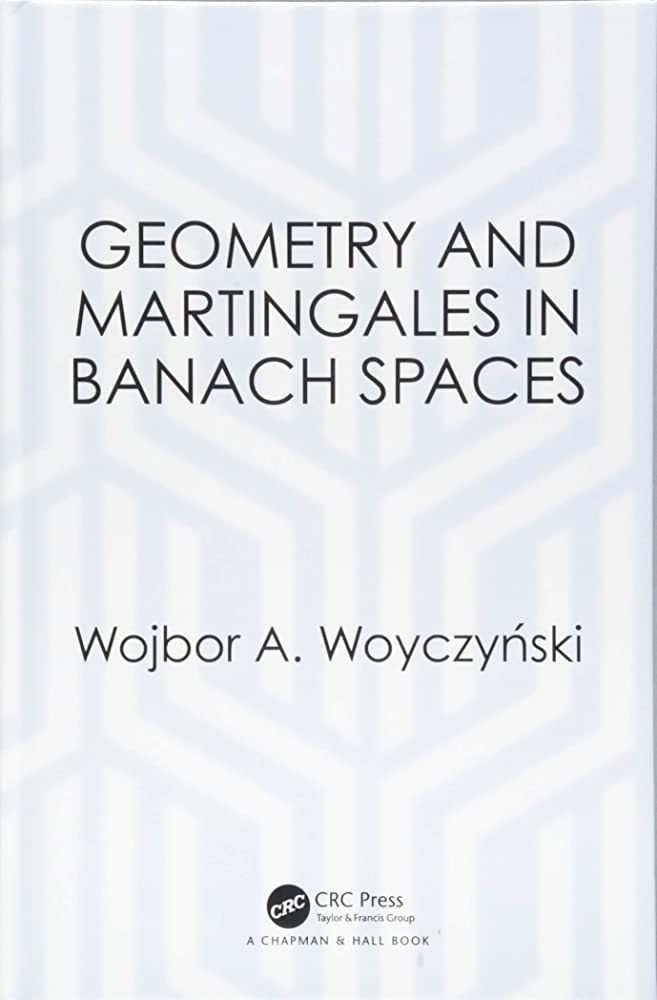 GEOMETRY AND
MARTINGALES IN
BANACH SPACES
Wojbor A. Woyczyński
CRC
CRC Press
Taylor & Francis Group
A CHAPMAN & HALL BOOK